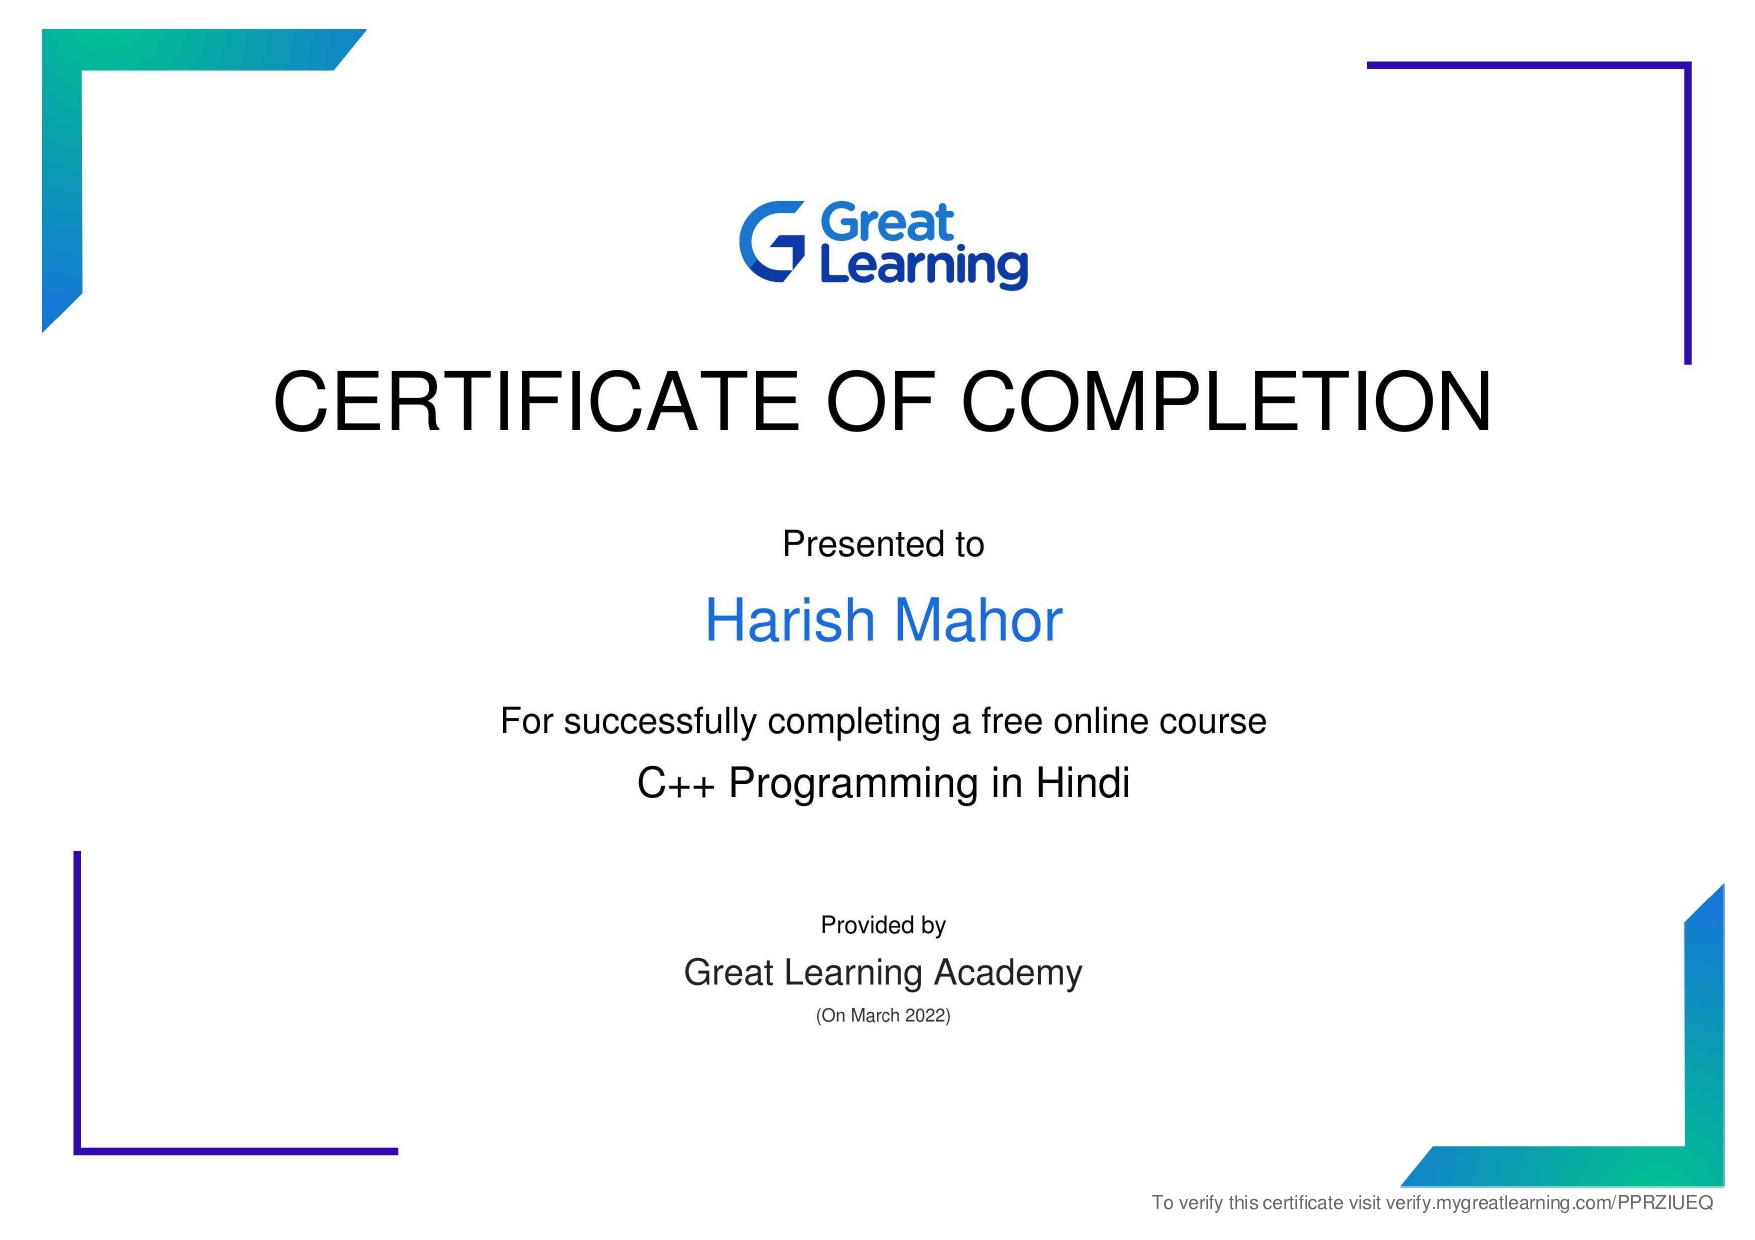 Great
Learning
CERTIFICATE OF COMPLETION
Presented to
Harish Mahor
For successfully completing a free online course
C++ Programming in Hindi
Provided by
Great Learning Academy
(On March 2022)
To verify this certificate visit verify.mygreatlearning.com/PPRZIUEQ